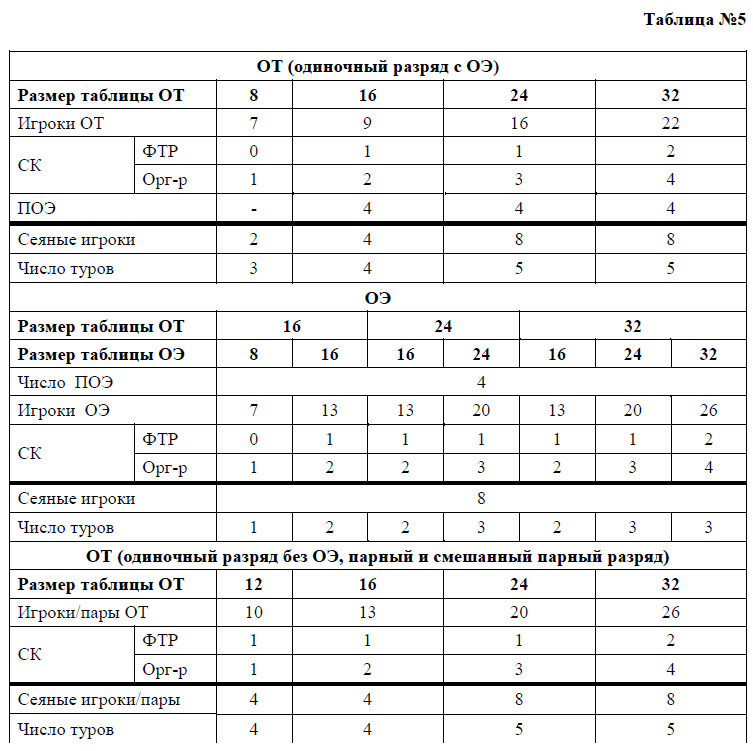 Таблица №5
ОТ (одиночный разряд с ОЭ)
Размер таблицы ОТ 8 16 24 32
Игроки ОТ 7 9 16 22
СК ФТР 0 1 1 2
Орг-р 1 2 3 4
ПОЭ - 4 4 4
Сеяные игроки 2 4 8 8
Число туров 3 4 5 5
ОЭ
Размер таблицы ОТ 16 24 32
Размер таблицы ОЭ 8 16 16 24 16 24 32
Число ПОЭ 4
Игроки ОЭ 7 13 13 20 13 20 26
СК ФТР 0 1 1 1 1 1 2
Орг-р 1 2 2 3 2 3 4
Сеяные игроки 8
Число туров 1 2 2 3 2 3 3
ОТ (одиночный разряд без ОЭ, парный и смешанный парный разряд)
Размер таблицы ОТ 12 16 24 32
Игроки/пары ОТ 10 13 20 26
СК ФТР 1 1 1 2
Орг-р 1 2 3 4
Сеяные игроки/пары 4 4 8 8
Число туров 4 4 5 5